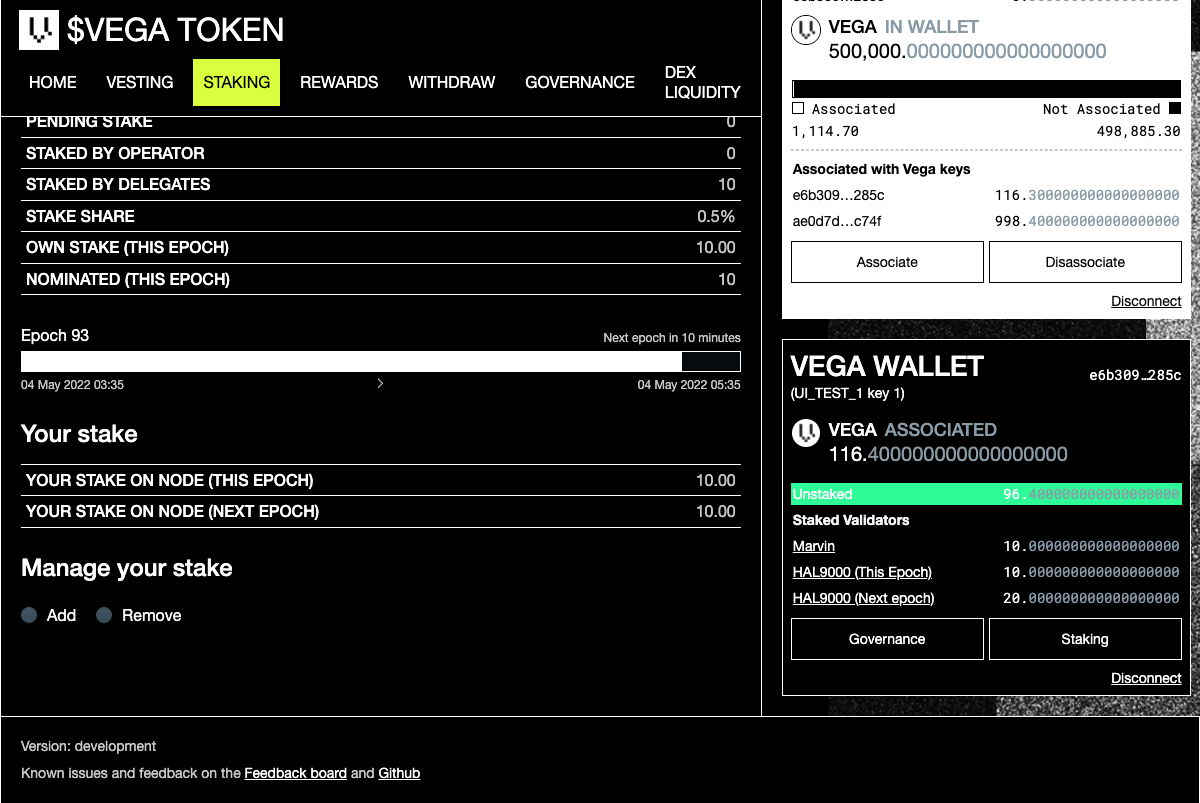 $VEGA TOKEN
HOME VESTING STAKING REWARDS WITHDRAW GOVERNANCE DEX LIQUIDITY
PENDING STAKE 0
STAKED BY OPERATOR 0
STAKED BY DELEGATES 10
STAKE SHARE 0.5%
OWN STAKE (THIS EPOCH) 10.00
NOMINATED (THIS EPOCH) 10
Epoch 93 Next epoch in 10 minutes
04 May 2022 03:35 04 May 2022 05:35
Your stake
YOUR STAKE ON NODE (THIS EPOCH) 10.00
YOUR STAKE ON NODE (NEXT EPOCH) 10.00
Manage your stake
Add Remove
VEGA IN WALLET
500,000.000000000000000000
Associated Not Associated
1,114.70 498,885.30
Associated with Vega keys
e6b309…285c 116.300000000000000000
ae0d7d…c74f 998.400000000000000000
Associate Disassociate
Disconnect
VEGA WALLET e6b309…285c
(UI_TEST_1 key 1)
VEGA ASSOCIATED
116.400000000000000000
Unstaked 96.400000000000000000
Staked Validators
Marvin 10.000000000000000000
HAL9000 (This Epoch) 10.000000000000000000
HAL9000 (Next epoch) 20.000000000000000000
Governance Staking
Disconnect
Version: development
Known issues and feedback on the Feedback board and Github